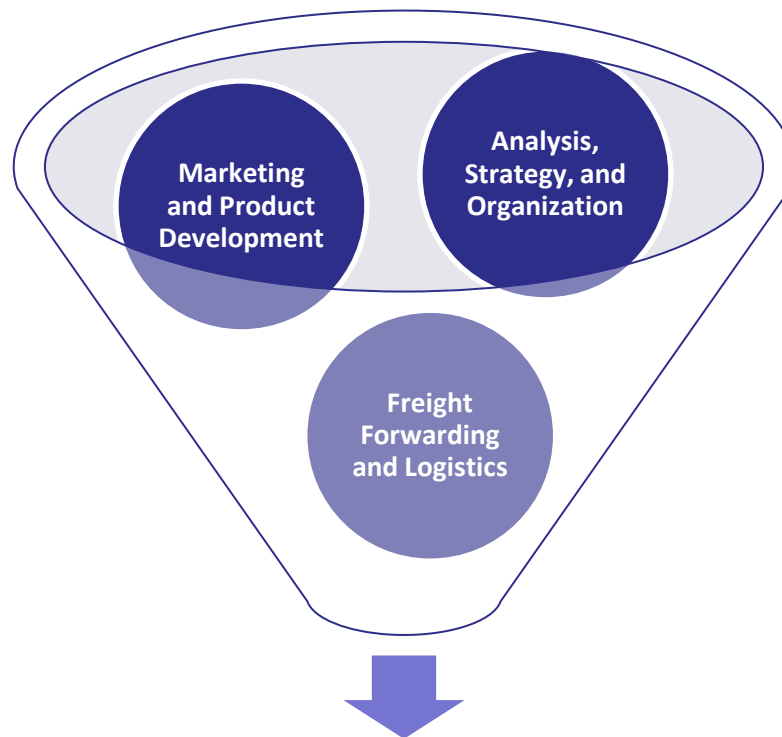 Marketing
and Product
Development
Analysis,
Strategy, and
Organization
Freight
Forwarding
and Logistics